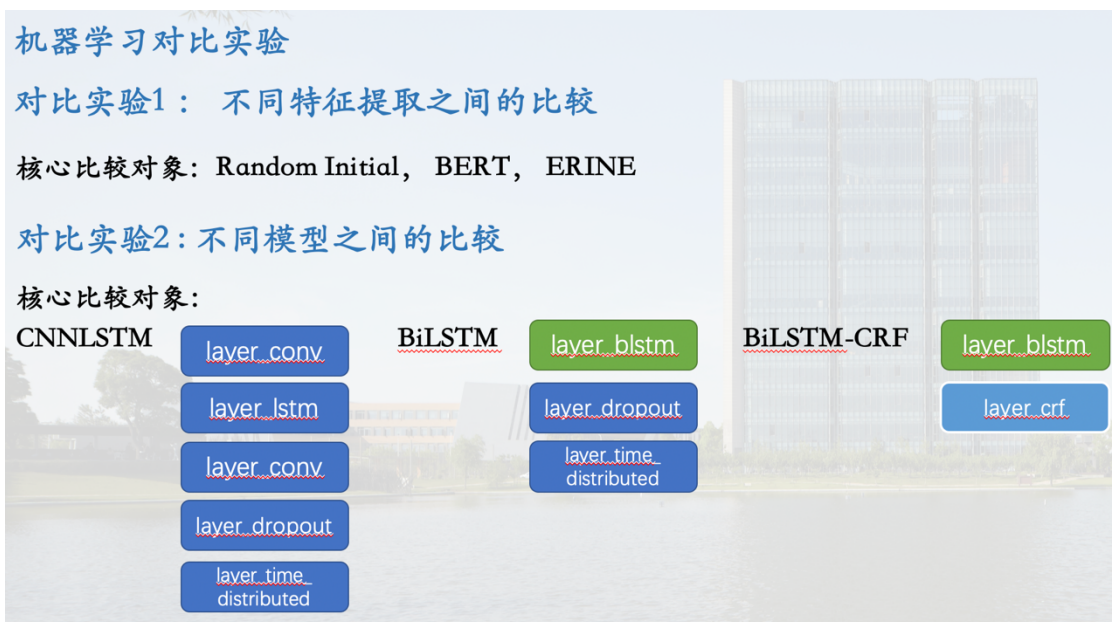 机器学习对比实验
对比实验1： 不同特征提取之间的比较
核心比较对象：Random Initial， BERT， ERINE
对比实验2：不同模型之间的比较
核心比较对象：
CNNLSTM
layer_conv
layer_lstm
layer_conv
layer_dropout
layer_time_
distributed
BiLSTM
layer_blstm
layer_dropout
layer_time_
distributed
BiLSTM-CRF
layer_blstm
layer_crf